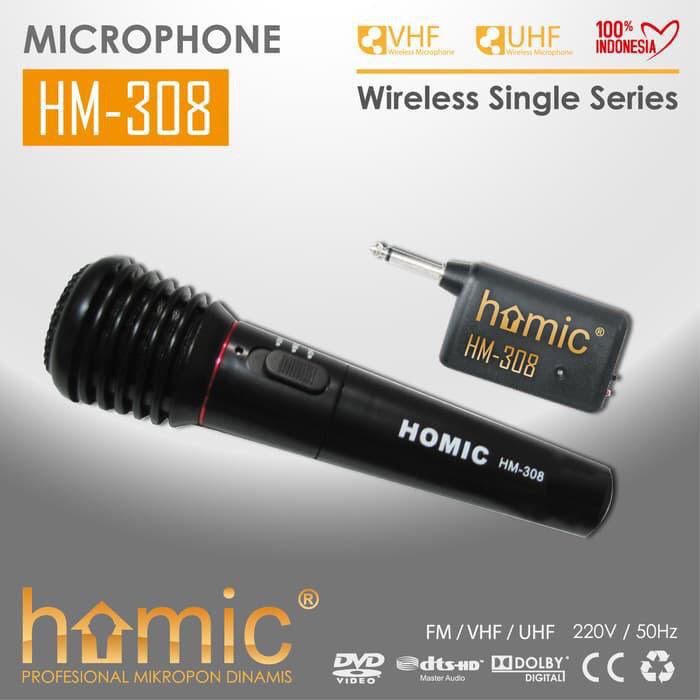 MICROPHONE
HM-308
VHF
Wireless Microphone
UHF
Wireless Microphone
100%
INDONESIA
Wireless Single Series
homic®
HM-308
HOMIC HM-308
homic®
PROFESIONAL MIKROPON DINAMIS
FM / VHF / UHF 220V / 50Hz
DVD
VIDEO
dts-HD
Master Audio
DOLBY
DIGITAL
CE